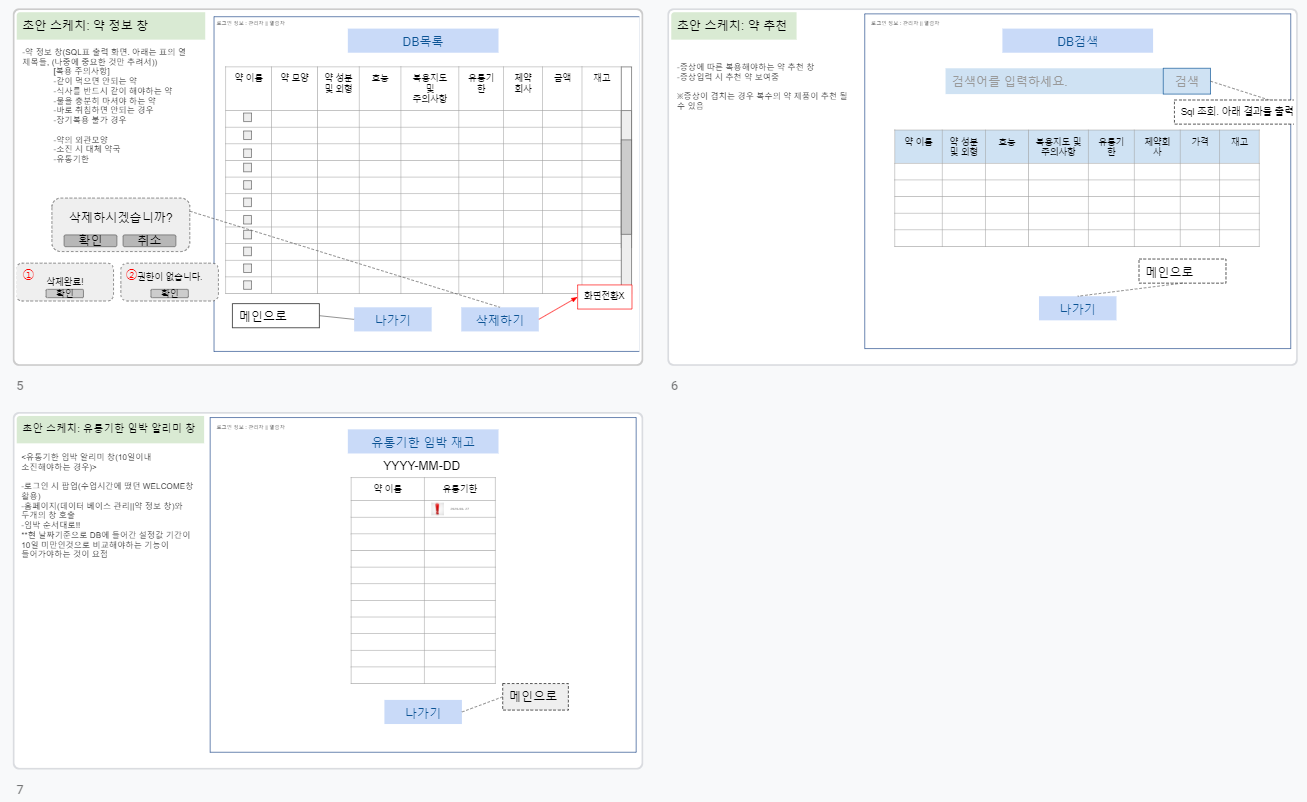 초안 스케치: 약 정보 창
-약 정보 창(SQL표 출력 화면. 아래는 표의 열
제목들, (나중에 중요한 것만 추려서))
[복용 주의사항]
-같이 먹으면 안되는 약
-식사를 반드시 같이 해야하는 약
-물을 충분히 마셔야 하는 약
-바로 취침하면 안되는 경우
-장기복용 불가 경우
-약의 외관모양
-소진 시 대체 약국
-유통기한
삭제하시겠습니까?
확인 취소
① 삭제완료!
확인
②권한이 없습니다.
확인
로그인 정보 : 관리자 || 열람자
DB목록
약 이름 약 모양 약 성분 및 외형 효능 복용지도 및 주의사항 유통기한 제약회사 금액 재고
화면전환X
메인으로
나가기
삭제하기
5
초안 스케치: 약 추천
-증상에 따른 복용해야하는 약 추천 창
-증상입력 시 추천 약 보여줌
※증상이 겹치는 경우 복수의 약 제품이 추천 될
수 있음
로그인 정보 : 관리자 || 열람자
DB검색
검색어를 입력하세요. 검색
Sql 조회. 아래 결과물 출력
약 이름 약 성분 및 외형 효능 복용지도 및 주의사항 유통기한 제약회사 가격 재고
메인으로
나가기
6
초안 스케치: 유통기한 임박 알리미 창
<유통기한 임박 알리미 창(10일이내
소진해야하는 경우)>
-로그인 시 팝업(수업시간에 떴던 WELCOME창
활용)
-홈페이지(데이터 베이스 관리||약 정보 창)와
두개의 창 호출
-임박 순서대로!!
**현 날짜기준으로 DB에 들어간 설정값 기간이
10일 미만인것으로 비교해야하는 기능이
들어가야하는 것이 요점
로그인 정보 : 관리자 || 열람자
유통기한 임박 재고
YYYY-MM-DD
약 이름 유통기한
메인으로
나가기
7